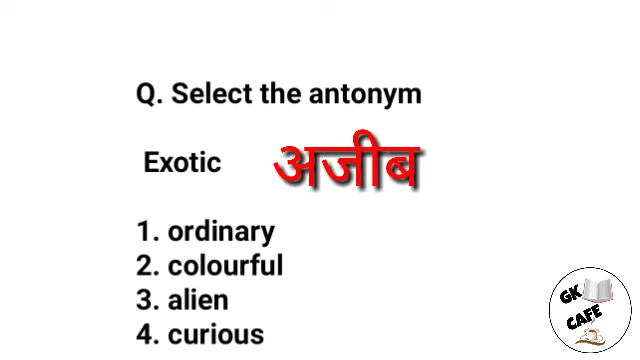 Q. Select the antonym
Exotic अजीब
1. ordinary
2. colourful
3. alien
4. curious
GK
CAFE